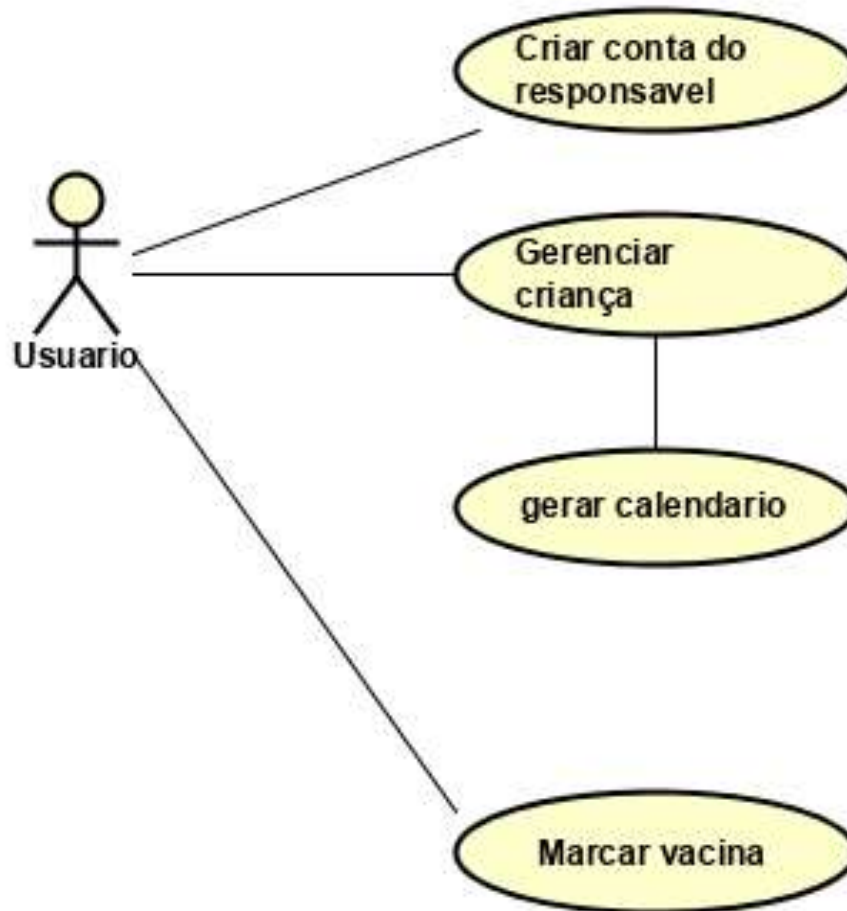 Criar conta do
responsavel
Gerenciar
criança
Usuario
gerar calendario
Marcar vacina